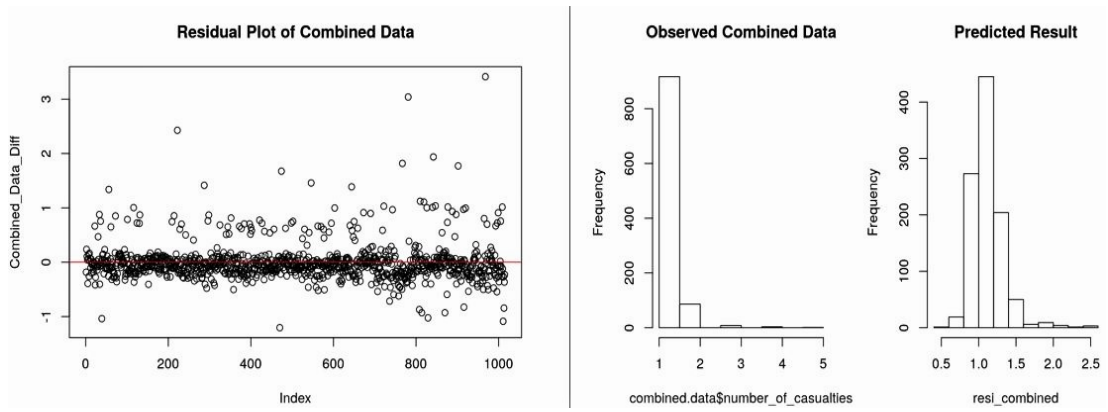 Residual Plot of Combined Data
Combined_Data_Diff
3
2
1
0
-1
0 200 400 600 800 1000
Index
Observed Combined Data
Frequency
800
600
400
200
0
1 2 3 4 5
combined.data$number_of_casualties
Predicted Result
Frequency
400
300
200
100
0
0.5 1.0 1.5 2.0 2.5
resi_combined